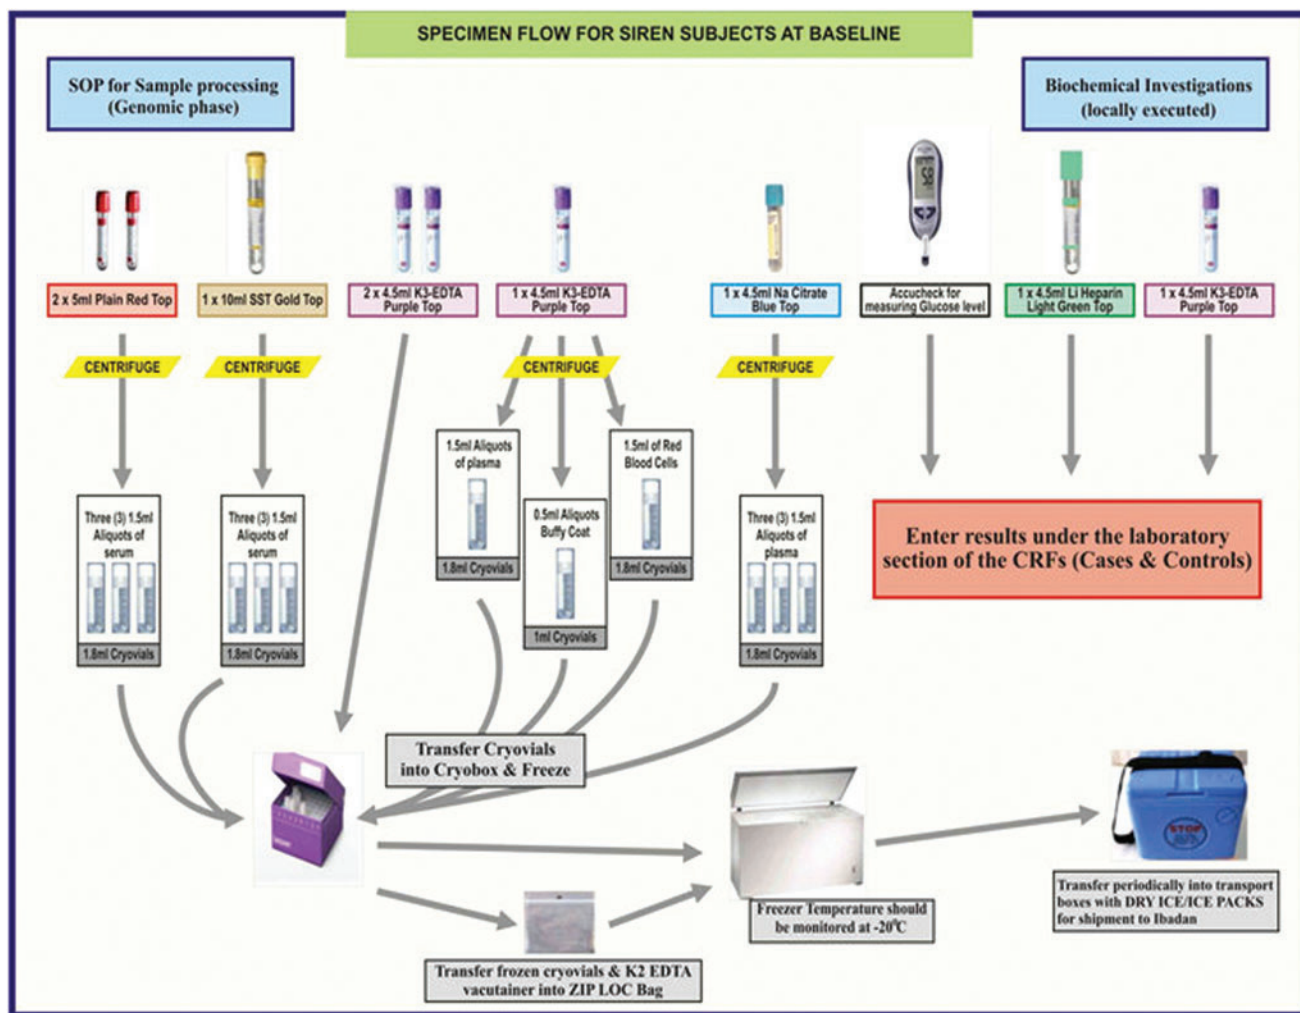 SPECIMEN FLOW FOR SIREN SUBJECTS AT BASELINE
SOP for Sample processing
(Genomic phase)
Biochemical Investigations
(locally executed)
2 x 5ml Plain Red Top
1 x 10ml SST Gold Top
2 x 4.5ml K3-EDTA
Purple Top
1 x 4.5ml K3-EDTA
Purple Top
1 x 4.5ml Na Citrate
Blue Top
Accucheck for
measuring Glucose level
1 x 4.5ml Li Heparin
Light Green Top
1 x 4.5ml K3-EDTA
Purple Top
CENTRIFUGE
CENTRIFUGE
CENTRIFUGE
CENTRIFUGE
Three (3) 1.5ml
Aliquots of
serum
1.8ml Cryovials
Three (3) 1.5ml
Aliquots of
serum
1.8ml Cryovials
1.5ml Aliquots
of plasma
1.8ml Cryovials
0.5ml Aliquots
Buffy Coat
1ml Cryovials
1.5ml of Red
Blood Cells
1.8ml Cryovials
Three (3) 1.5ml
Aliquots of
plasma
1.8ml Cryovials
Enter results under the laboratory
section of the CRFs (Cases & Controls)
Transfer Cryovials
into Cryobox & Freeze
Transfer frozen cryovials & K2 EDTA
vacutainer into ZIP LOC Bag
Freezer Temperature should
be monitored at -20⁰C
STOP
Transfer periodically into transport
boxes with DRY ICE/ICE PACKS
for shipment to Ibadan